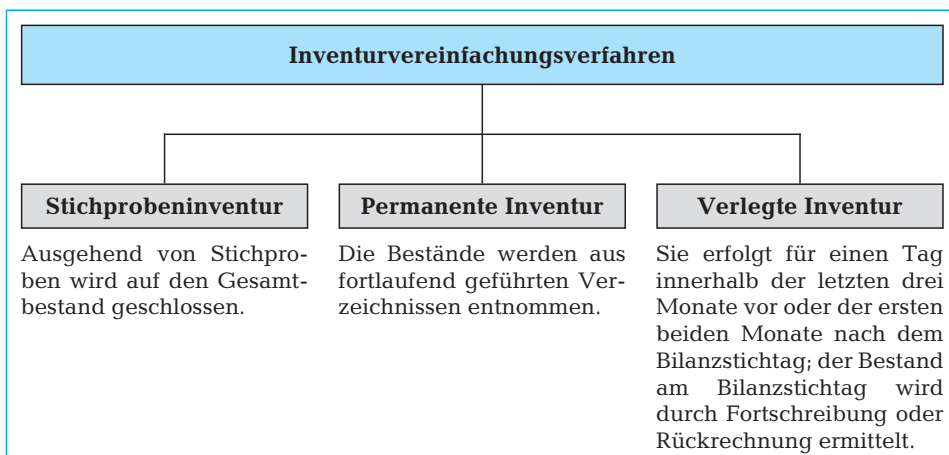 Inventurvereinfachungsverfahren
Stichprobeninventur
Ausgehend von Stichpro-
ben wird auf den Gesamt-
bestand geschlossen.
Permanente Inventur
Die Bestände werden aus
fortlaufend geführten Ver-
zeichnissen entnommen.
Verlegte Inventur
Sie erfolgt für einen Tag
innerhalb der letzten drei
Monate vor oder der ersten
beiden Monate nach dem
Bilanzstichtag; der Bestand
am Bilanzstichtag wird
durch Fortschreibung oder
Rückrechnung ermittelt.